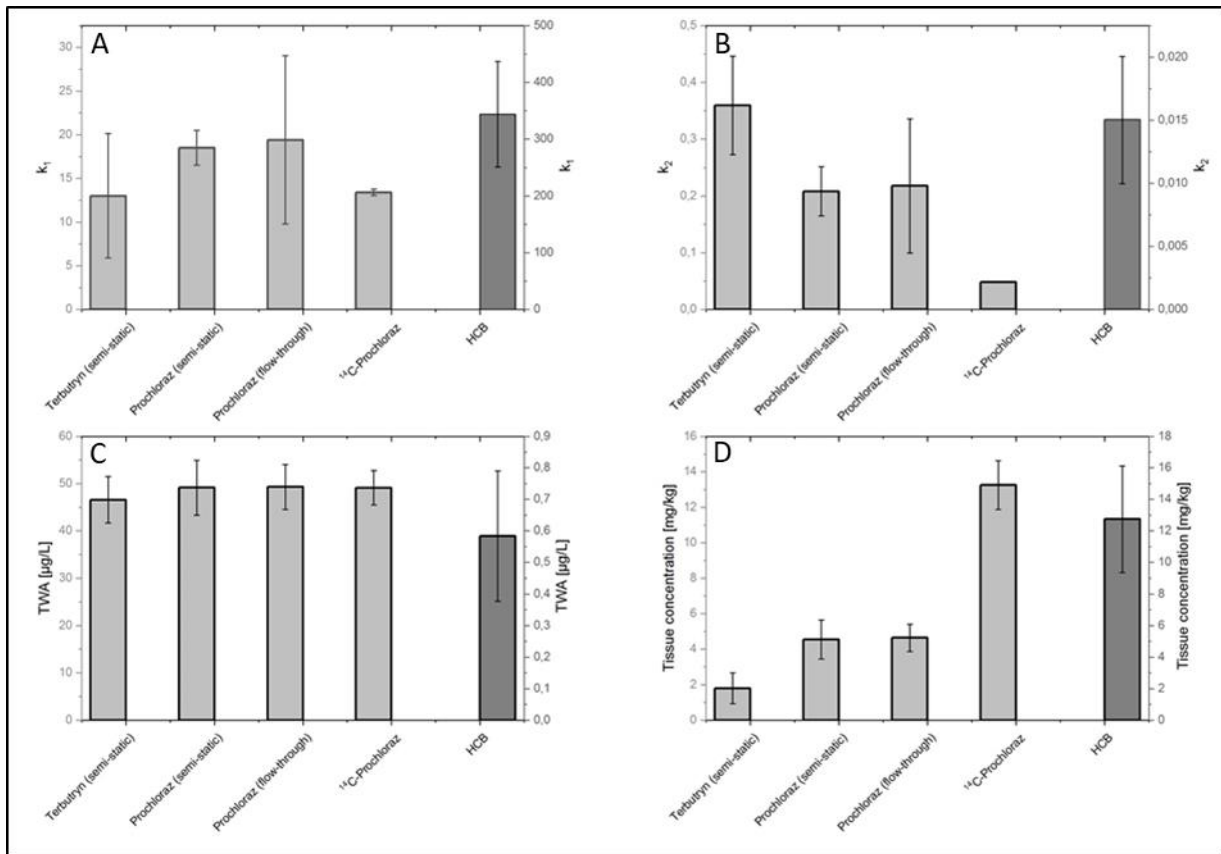 A
k₁
35
30
25
20
15
10
5
0
500
400
300
200
100
0
k₁
Terbutryn (semi-static)
Prochloraz (semi-static)
Prochloraz (flow-through)
¹⁴C-Prochloraz
HCB
B
k₂
0,5
0,4
0,3
0,2
0,1
0,0
0,020
0,015
0,010
0,005
0,000
k₂
Terbutryn (semi-static)
Prochloraz (semi-static)
Prochloraz (flow-through)
¹⁴C-Prochloraz
HCB
C
TWA [µg/L]
60
50
40
30
20
10
0
0,9
0,8
0,7
0,6
0,5
0,4
0,3
0,2
0,1
0,0
TWA [µg/L]
Terbutryn (semi-static)
Prochloraz (semi-static)
Prochloraz (flow-through)
¹⁴C-Prochloraz
HCB
D
Tissue concentration [mg/kg]
16
14
12
10
8
6
4
2
0
18
16
14
12
10
8
6
4
2
0
Tissue concentration [mg/kg]
Terbutryn (semi-static)
Prochloraz (semi-static)
Prochloraz (flow-through)
¹⁴C-Prochloraz
HCB